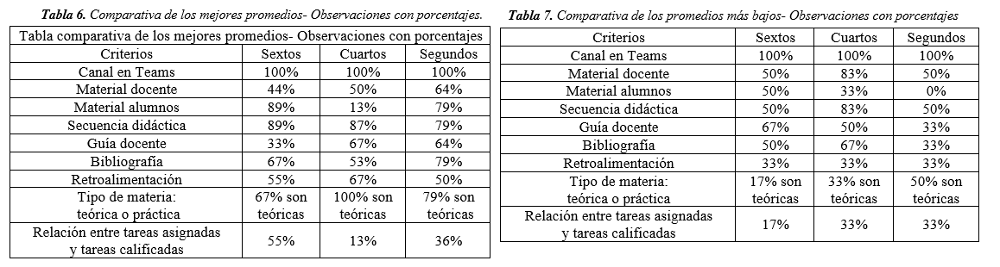 Tabla 6. Comparativa de los mejores promedios- Observaciones con porcentajes.
Tabla comparativa de los mejores promedios- Observaciones con porcentajes
Criterios Sextos Cuartos Segundos
Canal en Teams 100% 100% 100%
Material docente 44% 50% 64%
Material alumnos 89% 13% 79%
Secuencia didáctica 89% 87% 79%
Guía docente 33% 67% 64%
Bibliografía 67% 53% 79%
Retroalimentación 55% 67% 50%
Tipo de materia: 67% son 100% son 79% son
teórica o práctica teóricas teóricas teóricas
Relación entre tareas asignadas
y tareas calificadas 55% 13% 36%
Tabla 7. Comparativa de los promedios más bajos- Observaciones con porcentajes
Criterios Sextos Cuartos Segundos
Canal en Teams 100% 100% 100%
Material docente 50% 83% 50%
Material alumnos 50% 33% 0%
Secuencia didáctica 50% 83% 50%
Guía docente 67% 50% 33%
Bibliografía 50% 67% 33%
Retroalimentación 33% 33% 33%
Tipo de materia: 17% son 33% son 50% son
teórica o práctica teóricas teóricas teóricas
Relación entre tareas asignadas
y tareas calificadas 17% 33% 33%